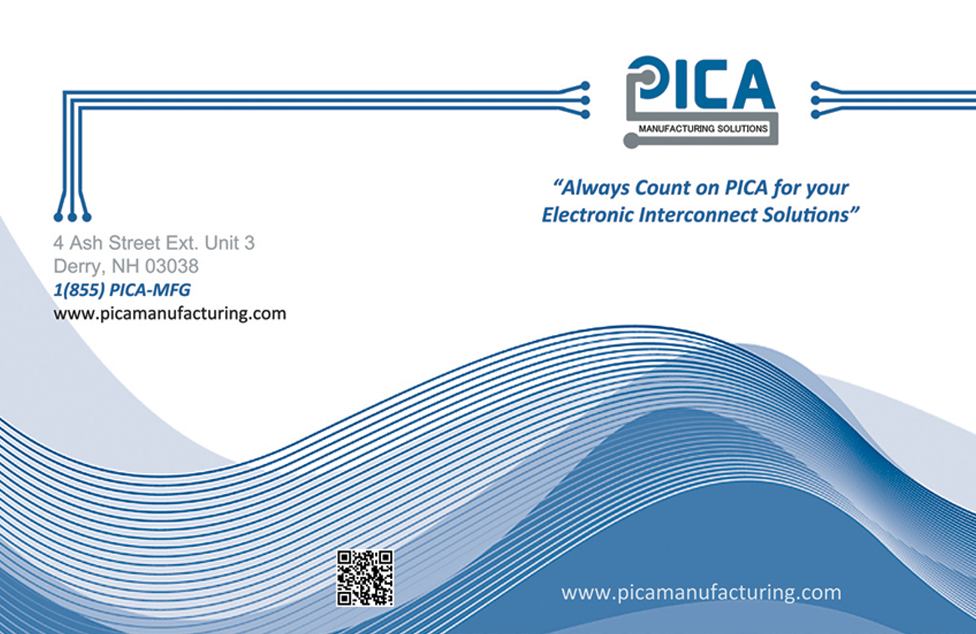 PICA
MANUFACTURING SOLUTIONS
“Always Count on PICA for your
Electronic Interconnect Solutions”
4 Ash Street Ext. Unit 3
Derry, NH 03038
1(855) PICA-MFG
www.picamanufacturing.com
www.picamanufacturing.com